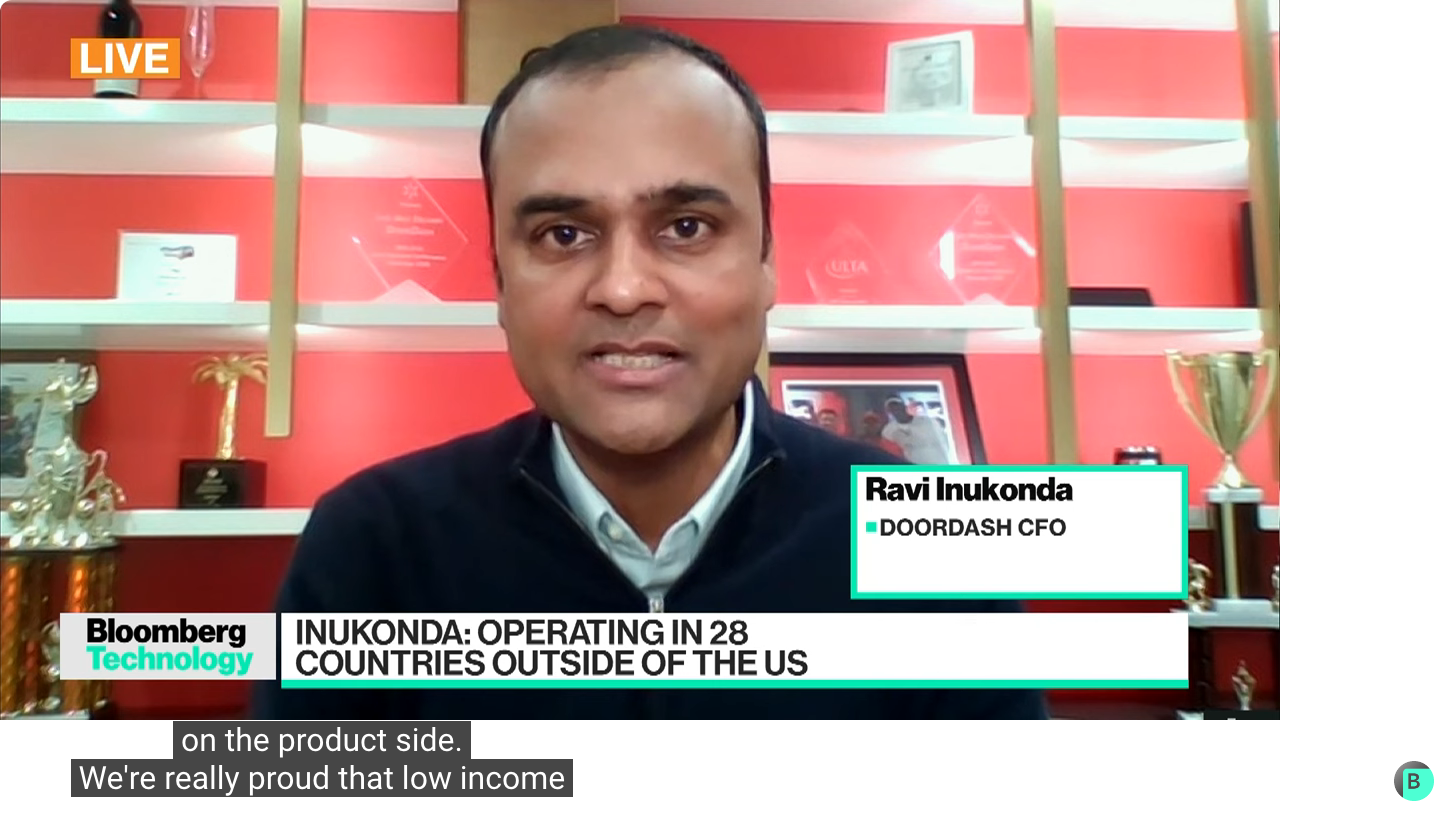 LIVE
ULTA
Ravi Inukonda
DOORDASH CFO
Bloomberg
Technology
INUKONDA: OPERATING IN 28
COUNTRIES OUTSIDE OF THE US
on the product side.
We're really proud that low income
B